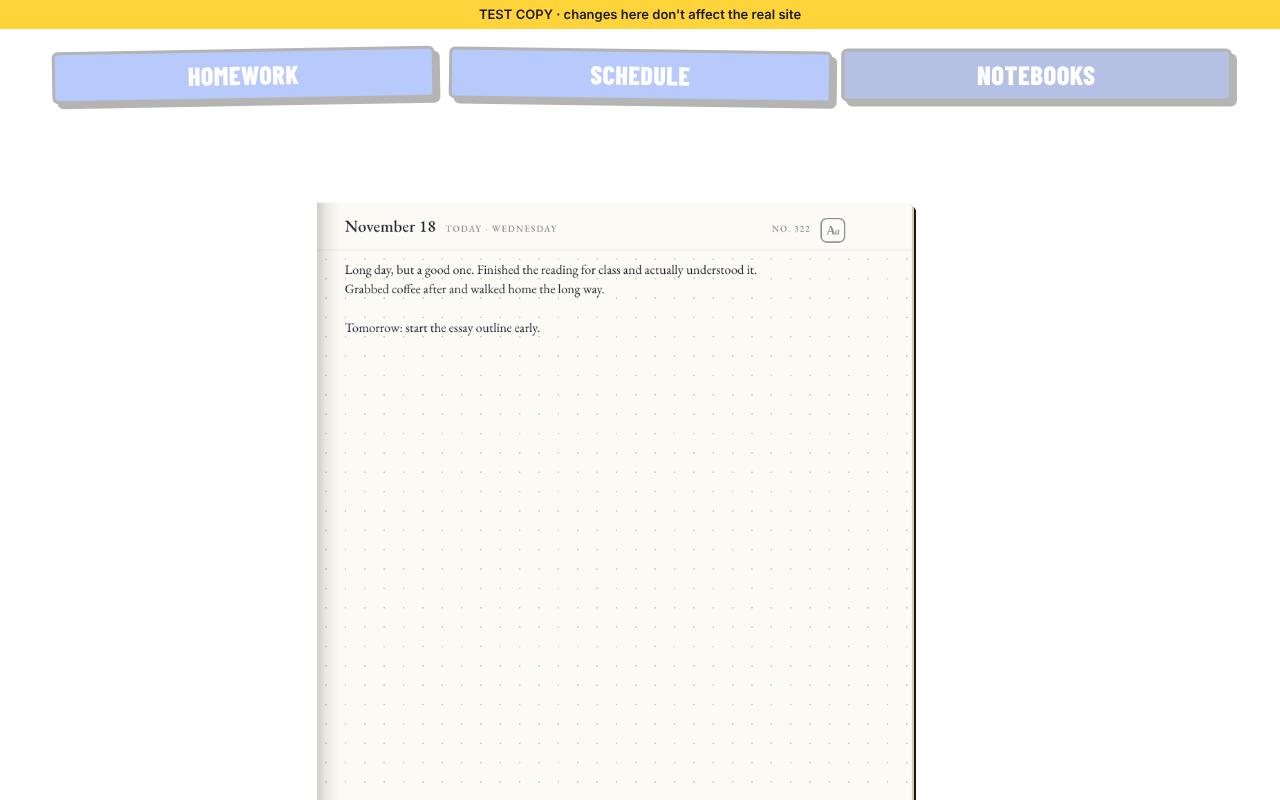 TEST COPY · changes here don't affect the real site
HOMEWORK
SCHEDULE
NOTEBOOKS
November 18 TODAY · WEDNESDAY NO. 322 Aa
Long day, but a good one. Finished the reading for class and actually understood it.
Grabbed coffee after and walked home the long way.
Tomorrow: start the essay outline early.